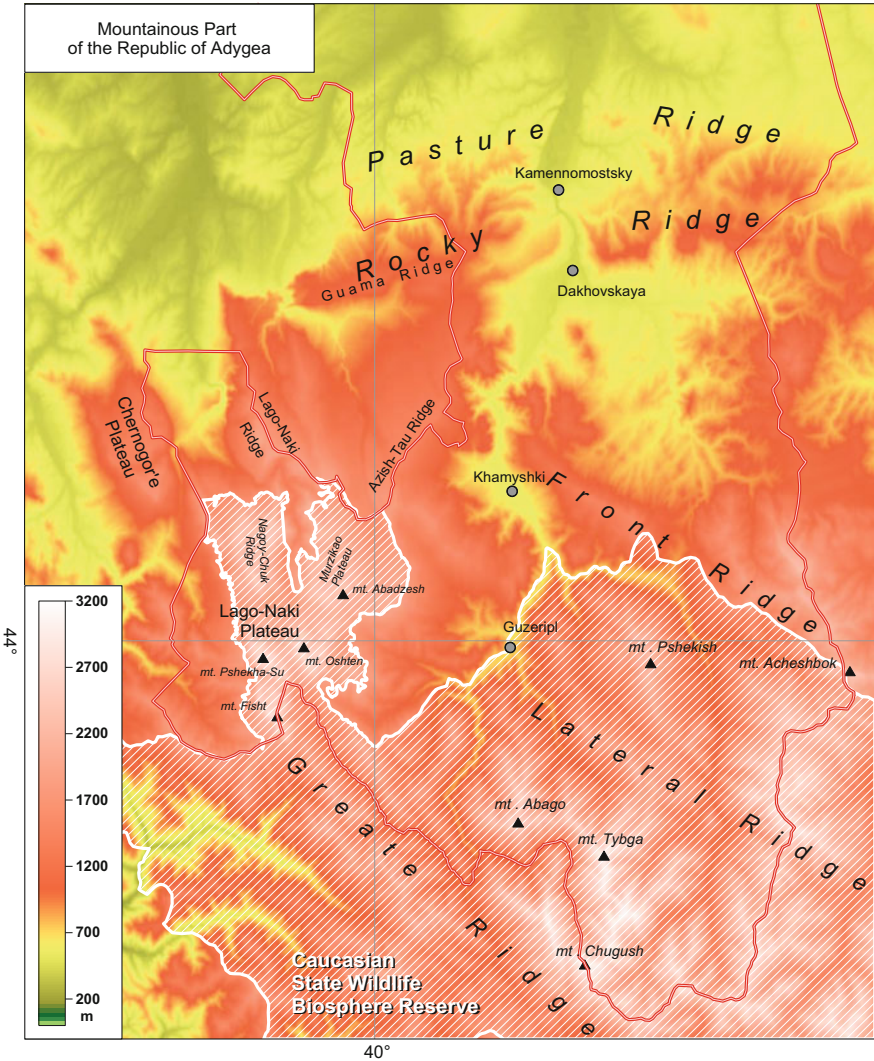 Mountainous Part
of the Republic of Adygea
Pasture Ridge
Kamennomostsky
Rocky Ridge
Guama Ridge
Dakhovskaya
Chernogor'e
Plateau
Lago-Naki
Ridge
Azish-Tau Ridge
Khamyshki
Front Ridge
Nagoy-Chuk
Ridge
Murzikao
Plateau
mt. Abadzesh
Lago-Naki
Plateau
Guzeripl
mt. Oshten
mt. Pshekha-Su
mt . Pshekish
mt. Acheshbok
mt. Fisht
Lateral Ridge
Greate Ridge
mt . Abago
mt. Tybga
mt . Chugush
Caucasian
State Wildlife
Biosphere Reserve
3200
2700
2200
1700
1200
700
200
m
44°
40°